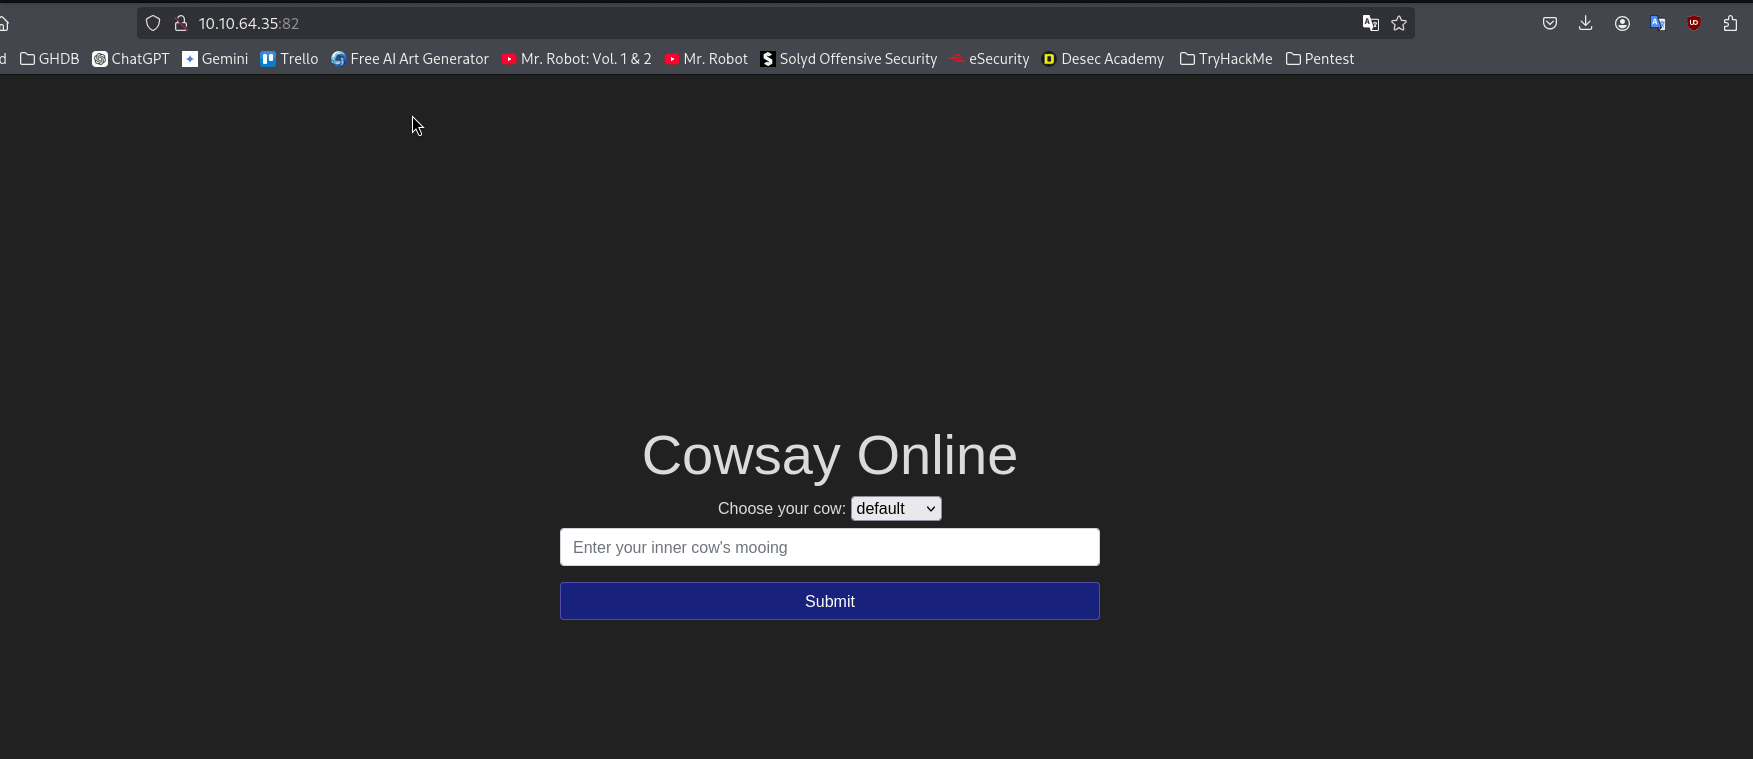 10.10.64.35:82
d GHDB ChatGPT Gemini Trello Free AI Art Generator Mr. Robot: Vol. 1 & 2 Mr. Robot Solyd Offensive Security eSecurity Desec Academy TryHackMe Pentest
Cowsay Online
Choose your cow: default
Enter your inner cow's mooing
Submit